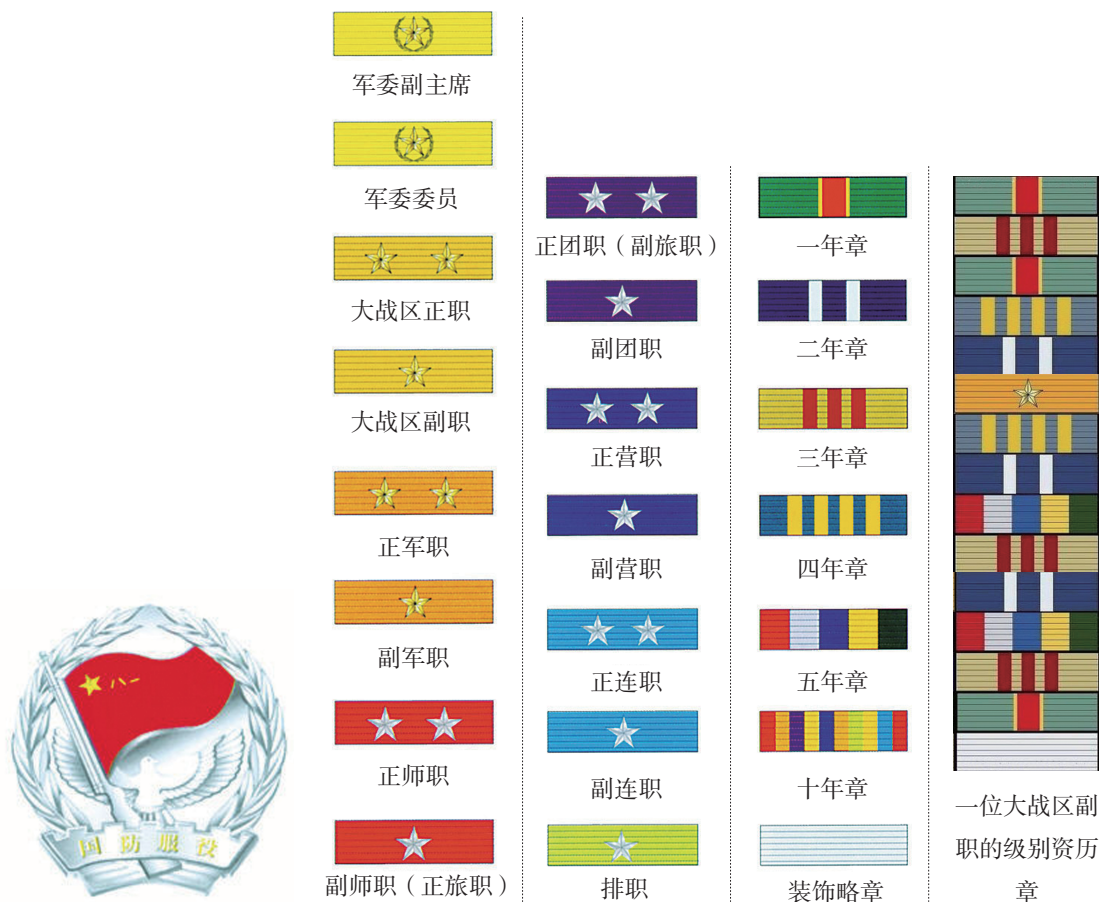 军委副主席
军委委员
大战区正职
大战区副职
正军职
副军职
正师职
副师职（正旅职）
八一
国防服役
正团职（副旅职）
副团职
正营职
副营职
正连职
副连职
排职
一年章
二年章
三年章
四年章
五年章
十年章
装饰略章
一位大战区副
职的级别资历
章